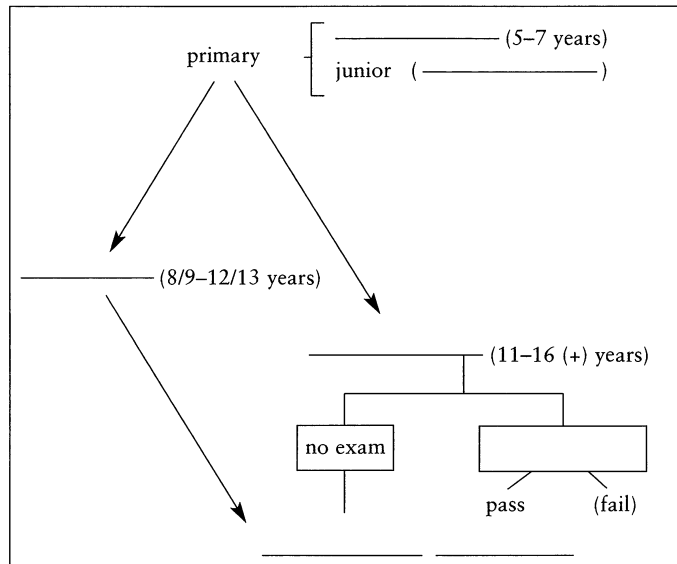 (5–7 years)
primary
junior ( )
(8/9–12/13 years)
(11–16 (+) years)
no exam
pass
(fail)